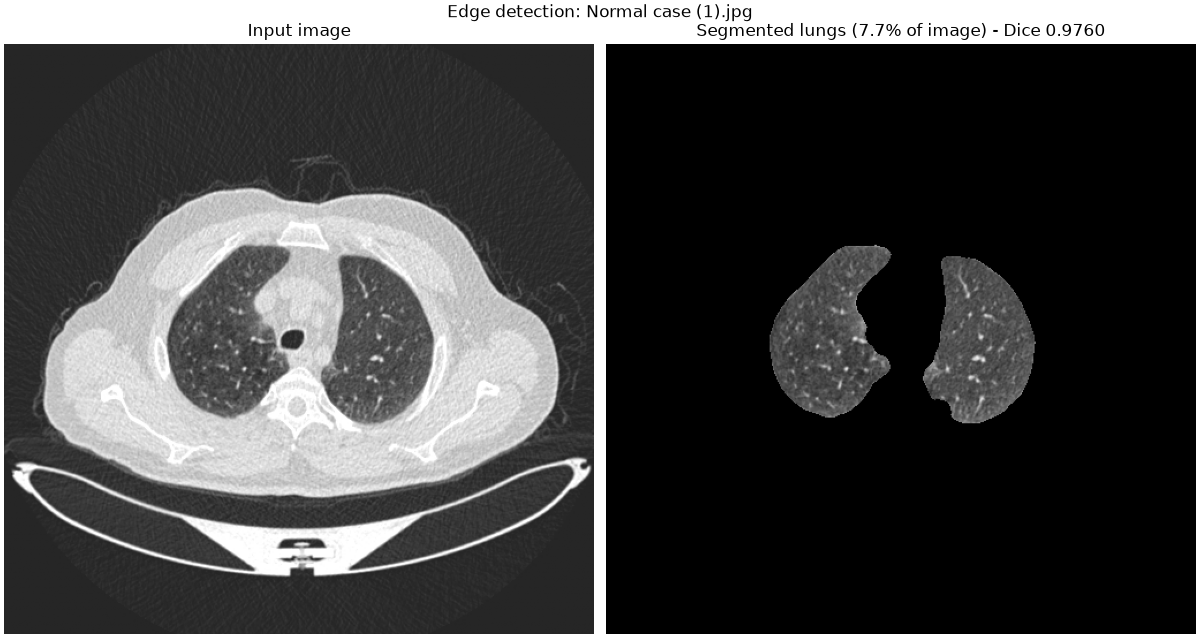 Edge detection: Normal case (1).jpg
Input image
Segmented lungs (7.7% of image) - Dice 0.9760